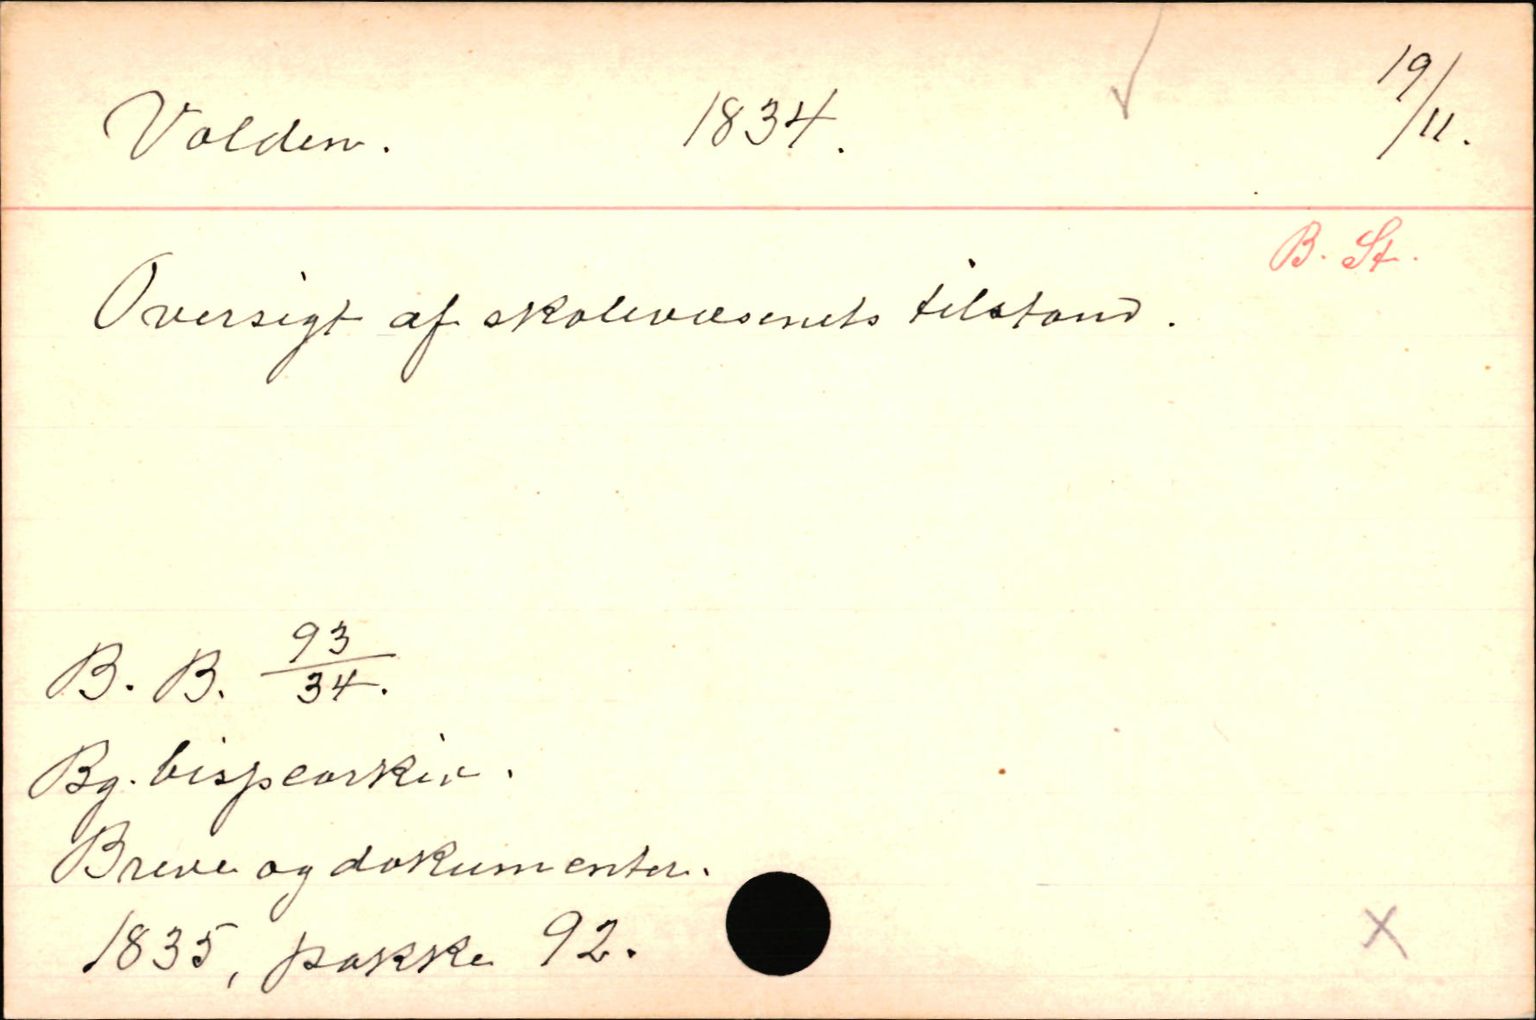 Volden. 1834. 19/11.
B. St.
Oversigt af skolevæsenets tilstand.
B. B. 93/34.
Bg. bispearkiv.
Breve og dokumenter.
1835, pakke 92.
X